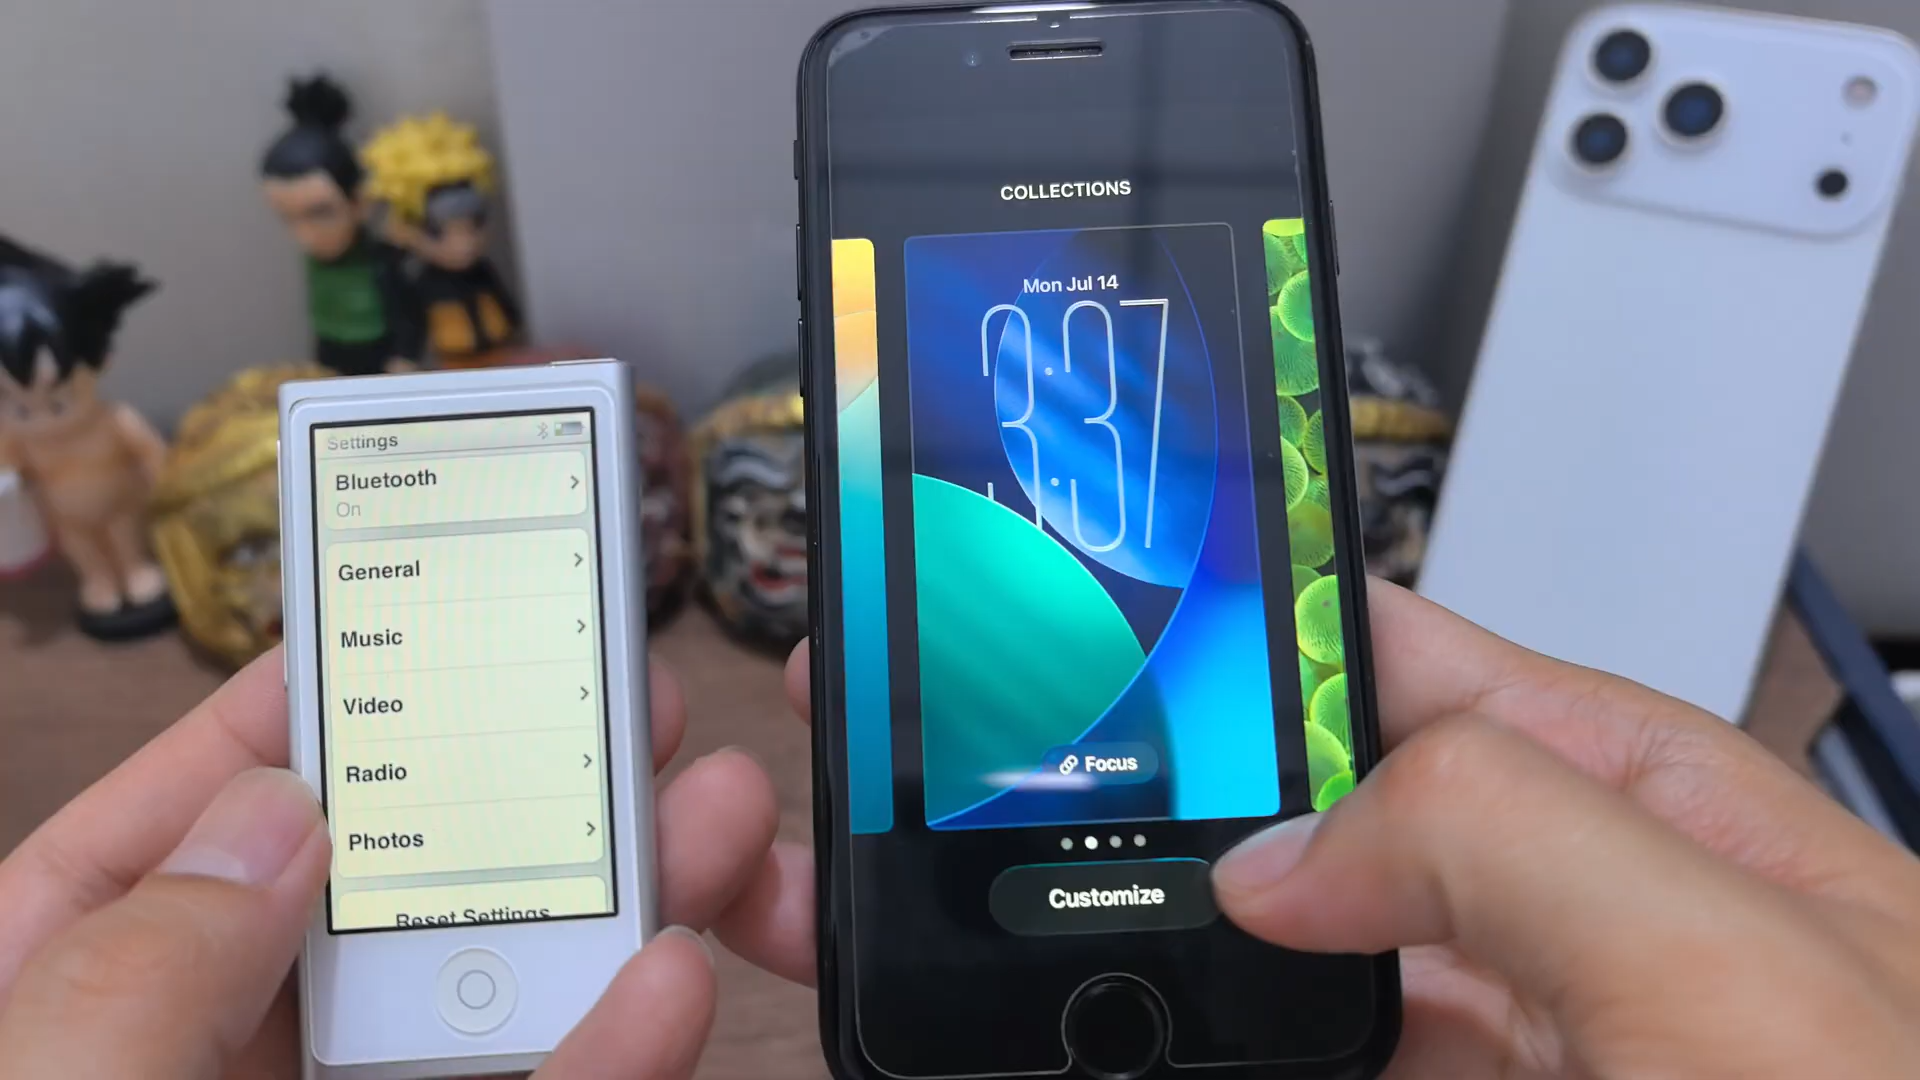 Settings
Bluetooth
On
General
Music
Video
Radio
Photos
Reset Settings
COLLECTIONS
Mon Jul 14
3:37
Focus
Customize